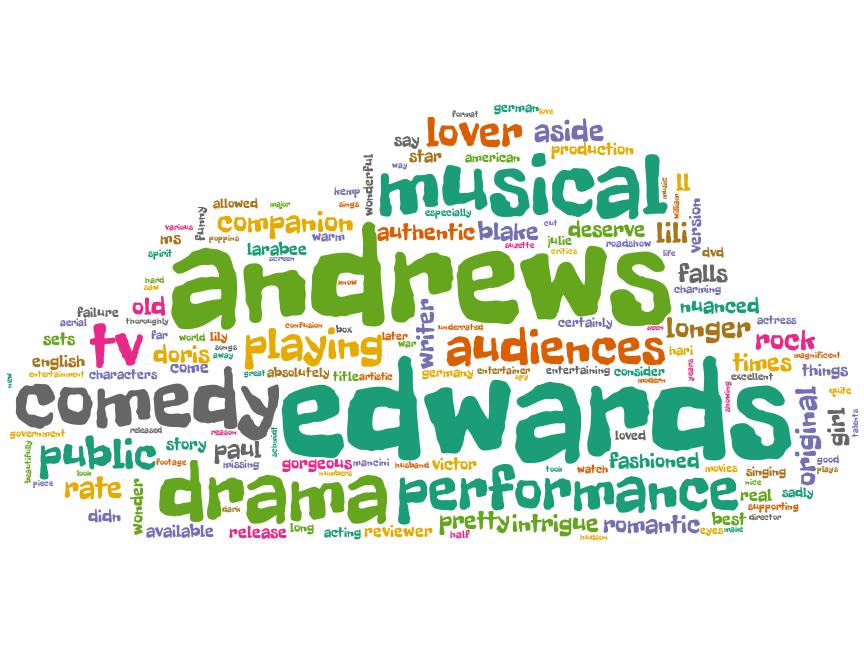 format german love
lover aside
say
production
star american
wonderful way
musical
kemp
music ll
william
allowed major sings
especially
version
various funny companion
authentic blake cut deserve lili
ms poppins warm suzette julie roadshow
spirit larabee critics life dvd
screen
andrews
falls
hard know charming
saw
old nuanced
failure
aerial thoroughly confusion box later underrated certainly seen longer actress
tv far world lily playing war writer audiences rock
sets songs hari
english doris away times magnificent
come
entertainment characters great absolutely title artistic germany entertainer entertaining consider years excellent things
new spy modern
comedy edwards
showing original quite
girl talents
government released reason schmidt loved
beautifully public story paul
footage missing gorgeous mancini husband victor took watch fashioned movies good
look numbers singing plays
piece rate wonder drama performance nice real sadly
dark supporting
didn best director
available release long acting reviewer pretty intrigue romantic eyes make
half
hudson